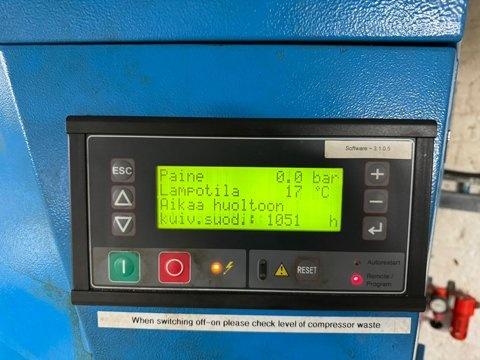 Software - 3.1.0.5
ESC
Paine 0.0 bar
Lampotila 17 °C
Aikaa huoltoon
kuiv.suodi: 1051 h
RESET
Autorestart
Remote /
Program
When switching off-on please check level of compressor waste